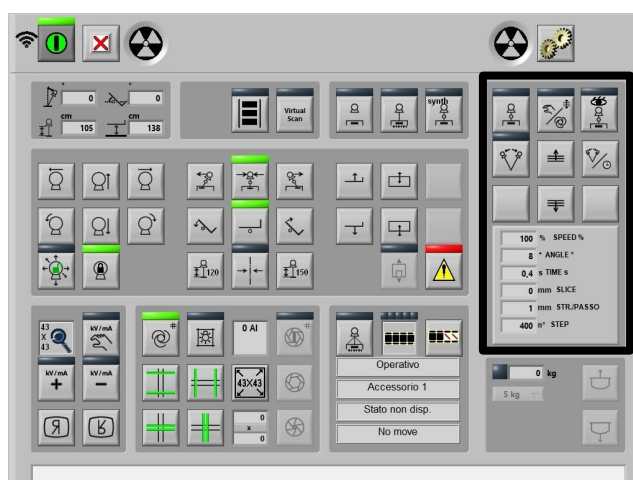 ° °
0 0
cm cm
105 138
Virtual
Scan
synth
120
150
43
X
43
kV/mA
#
0 Al
#
kV/mA
+
kV/mA
−
43X43
R
R
0
x
0
Operativo
Accessorio 1
Stato non disp.
No move
#
@
%
100 % SPEED %
8 ° ANGLE °
0,4 s TIME s
0 mm SLICE
1 mm STR./PASSO
400 n° STEP
0 kg
5 kg